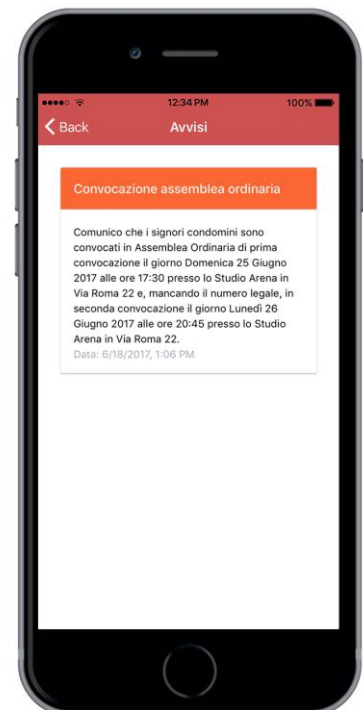 12:34 PM
100%
Back
Avvisi
Convocazione assemblea ordinaria
Comunico che i signori condomini sono
convocati in Assemblea Ordinaria di prima
convocazione il giorno Domenica 25 Giugno
2017 alle ore 17:30 presso lo Studio Arena in
Via Roma 22 e, mancando il numero legale, in
seconda convocazione il giorno Lunedì 26
Giugno 2017 alle ore 20:45 presso lo Studio
Arena in Via Roma 22.
Data: 6/18/2017, 1:06 PM